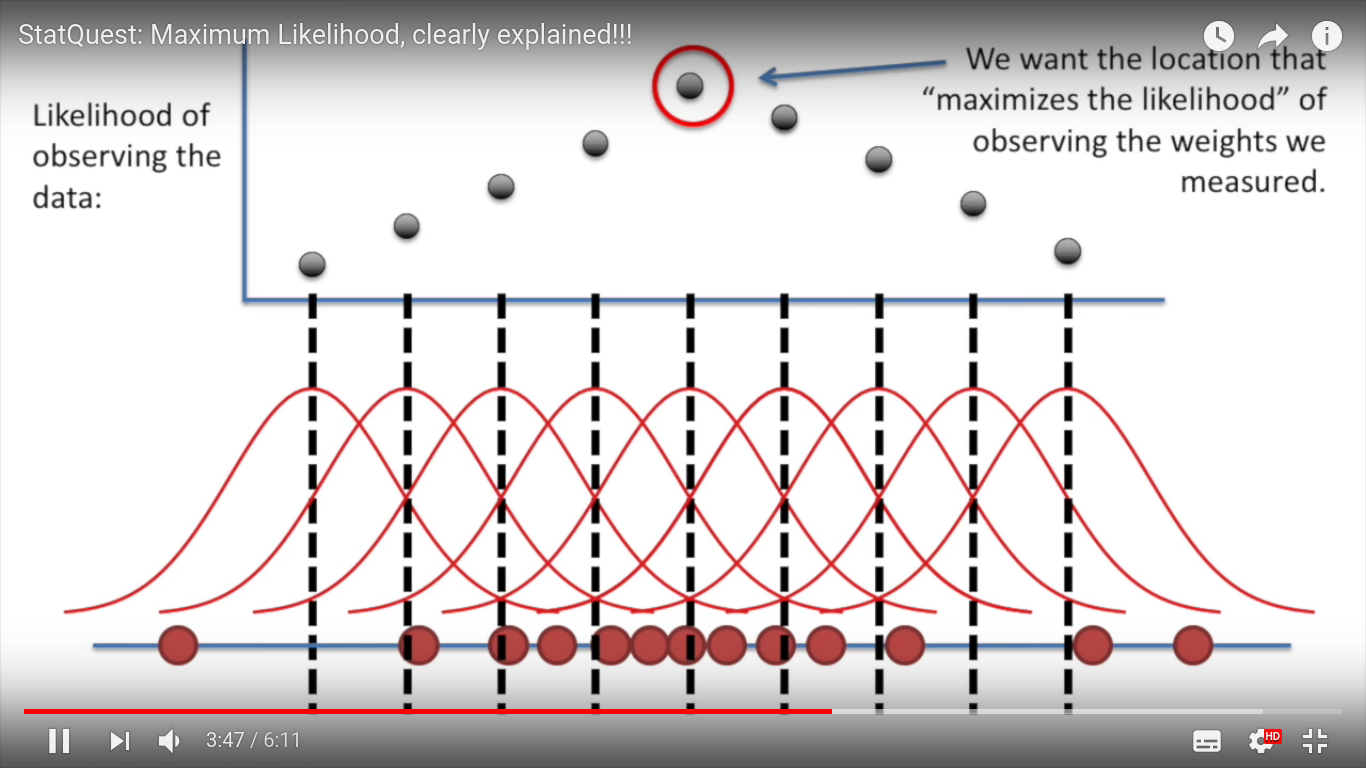 StatQuest: Maximum Likelihood, clearly explained!!!
We want the location that
“maximizes the likelihood” of
observing the weights we
measured.
Likelihood of
observing the
data:
3:47 / 6:11
HD